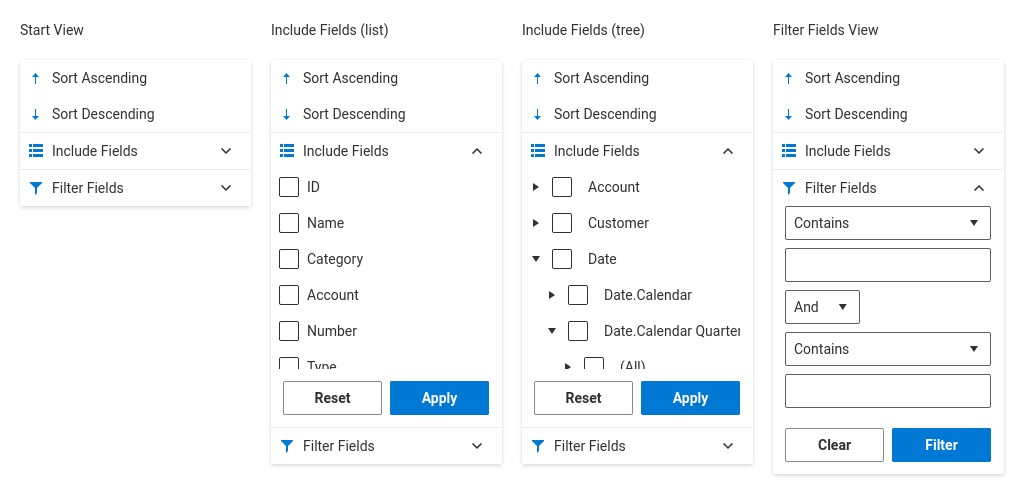 Start View
Sort Ascending
Sort Descending
Include Fields
Filter Fields
Include Fields (list)
Sort Ascending
Sort Descending
Include Fields
ID
Name
Category
Account
Number
Type
Reset
Apply
Filter Fields
Include Fields (tree)
Sort Ascending
Sort Descending
Include Fields
Account
Customer
Date
Date.Calendar
Date.Calendar Quarter
(All)
Reset
Apply
Filter Fields
Filter Fields View
Sort Ascending
Sort Descending
Include Fields
Filter Fields
Contains
And
Contains
Clear
Filter